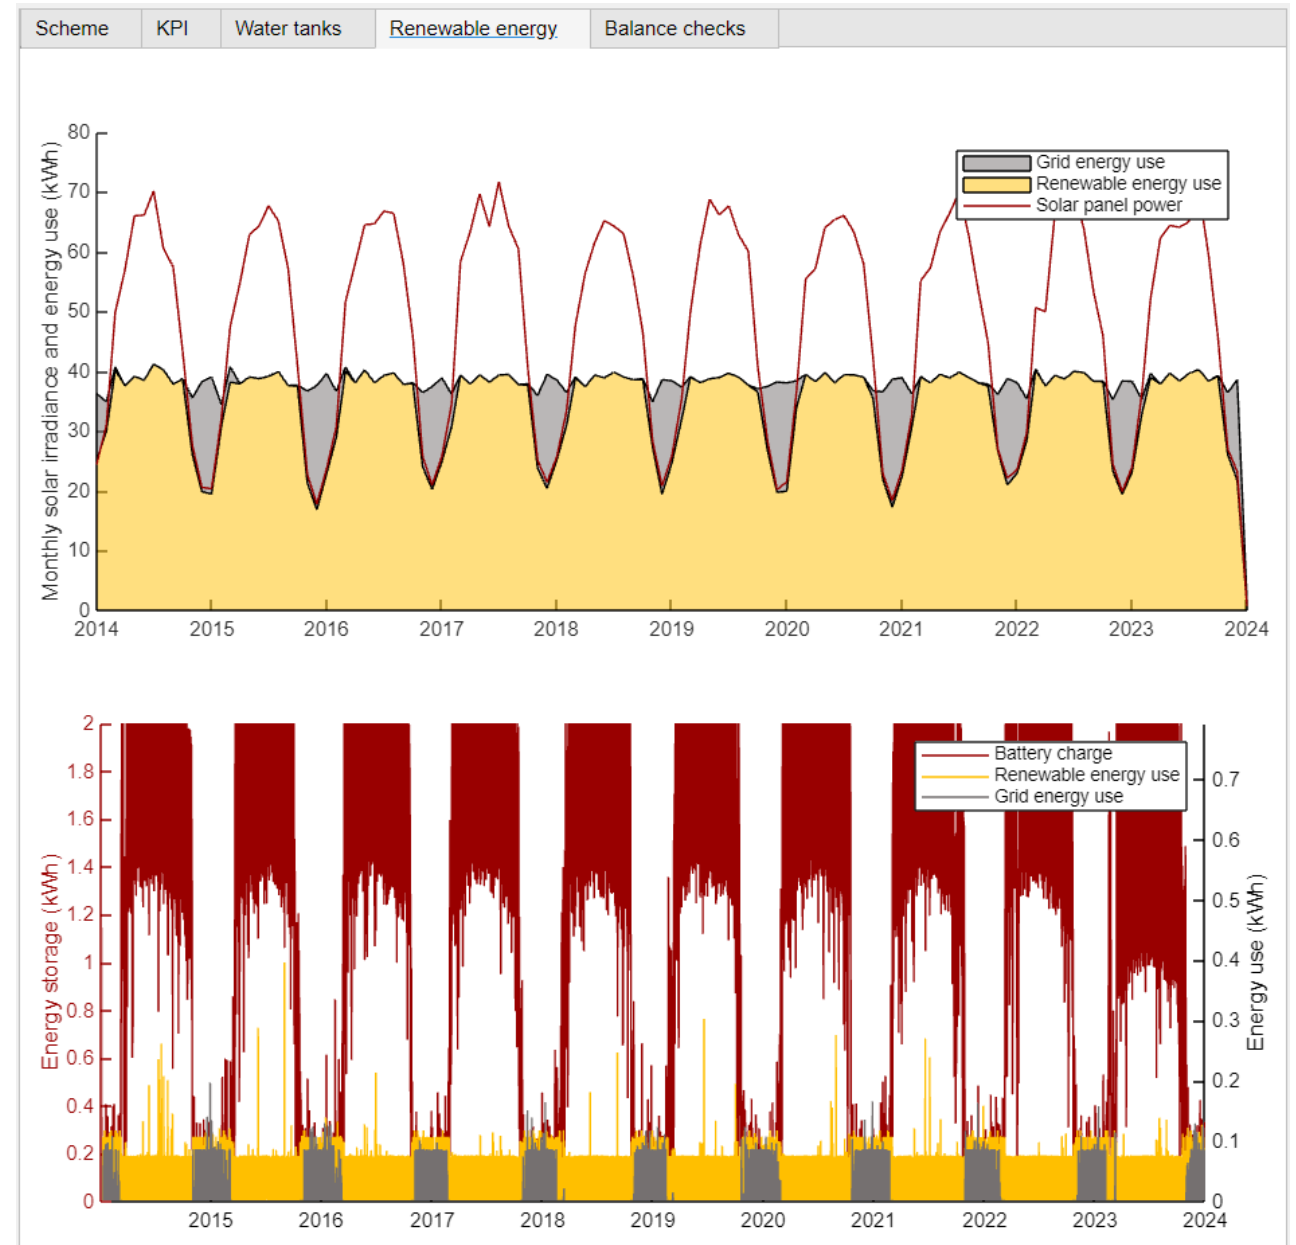 Scheme KPI Water tanks Renewable energy Balance checks
Monthly solar irradiance and energy use (kWh)
80
70
60
50
40
30
20
10
0
Grid energy use
Renewable energy use
Solar panel power
2014 2015 2016 2017 2018 2019 2020 2021 2022 2023 2024
Energy storage (kWh)
2
1.8
1.6
1.4
1.2
1
0.8
0.6
0.4
0.2
0
Battery charge
Renewable energy use
Grid energy use
0.7
0.6
0.5
0.4
0.3
0.2
0.1
0
Energy use (kWh)
2015 2016 2017 2018 2019 2020 2021 2022 2023 2024